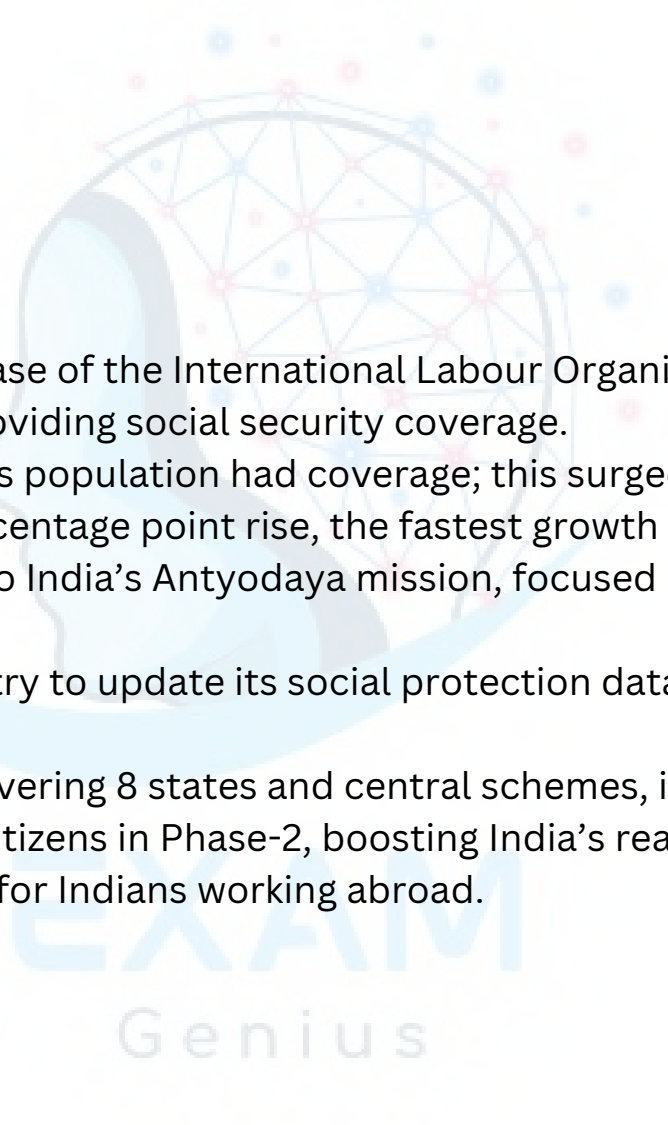 ase of the International Labour Organi
oviding social security coverage.
s population had coverage; this surge
centage point rise, the fastest growth
o India’s Antyodaya mission, focused
try to update its social protection data
vering 8 states and central schemes, i
tizens in Phase-2, boosting India’s rea
for Indians working abroad.
EXAM
Genius